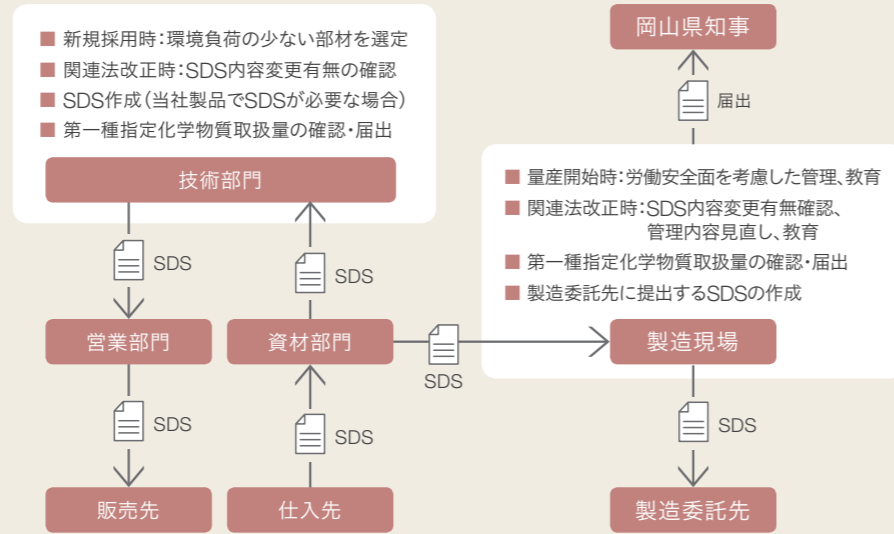 ■ 新規採用時：環境負荷の少ない部材を選定
■ 関連法改正時：SDS内容変更有無の確認
■ SDS作成（当社製品でSDSが必要な場合）
■ 第一種指定化学物質取扱量の確認・届出
技術部門
岡山県知事
届出
■ 量産開始時：労働安全面を考慮した管理、教育
■ 関連法改正時：SDS内容変更有無確認、
管理内容見直し、教育
■ 第一種指定化学物質取扱量の確認・届出
■ 製造委託先に提出するSDSの作成
SDS
SDS
営業部門
資材部門
SDS
製造現場
SDS
SDS
SDS
販売先
仕入先
製造委託先